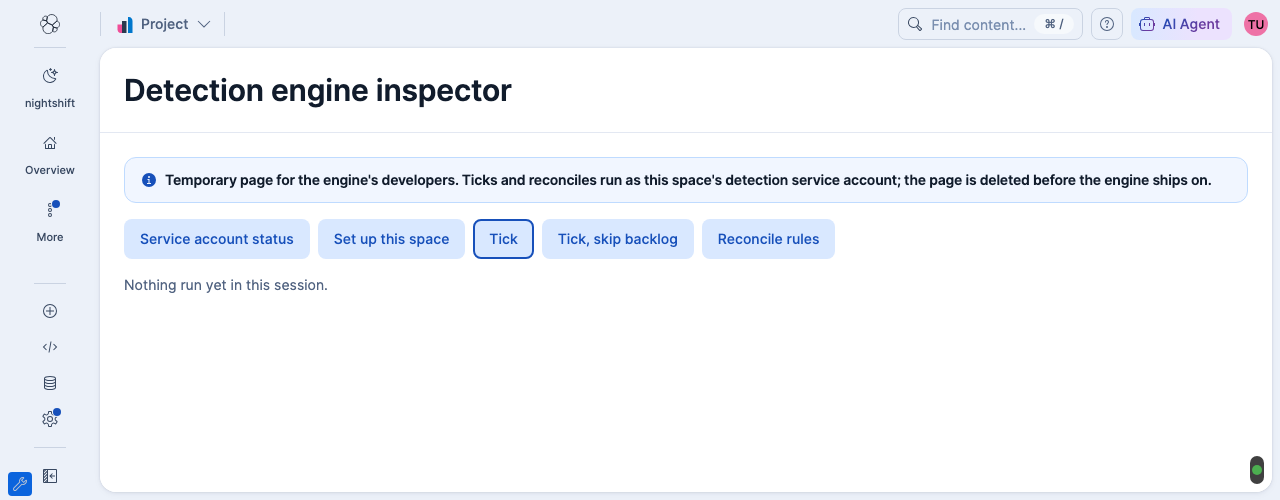 Project
Find content...
⌘ /
AI Agent
TU
nightshift
Overview
More
Detection engine inspector
Temporary page for the engine's developers. Ticks and reconciles run as this space's detection service account; the page is deleted before the engine ships on.
Service account status
Set up this space
Tick
Tick, skip backlog
Reconcile rules
Nothing run yet in this session.